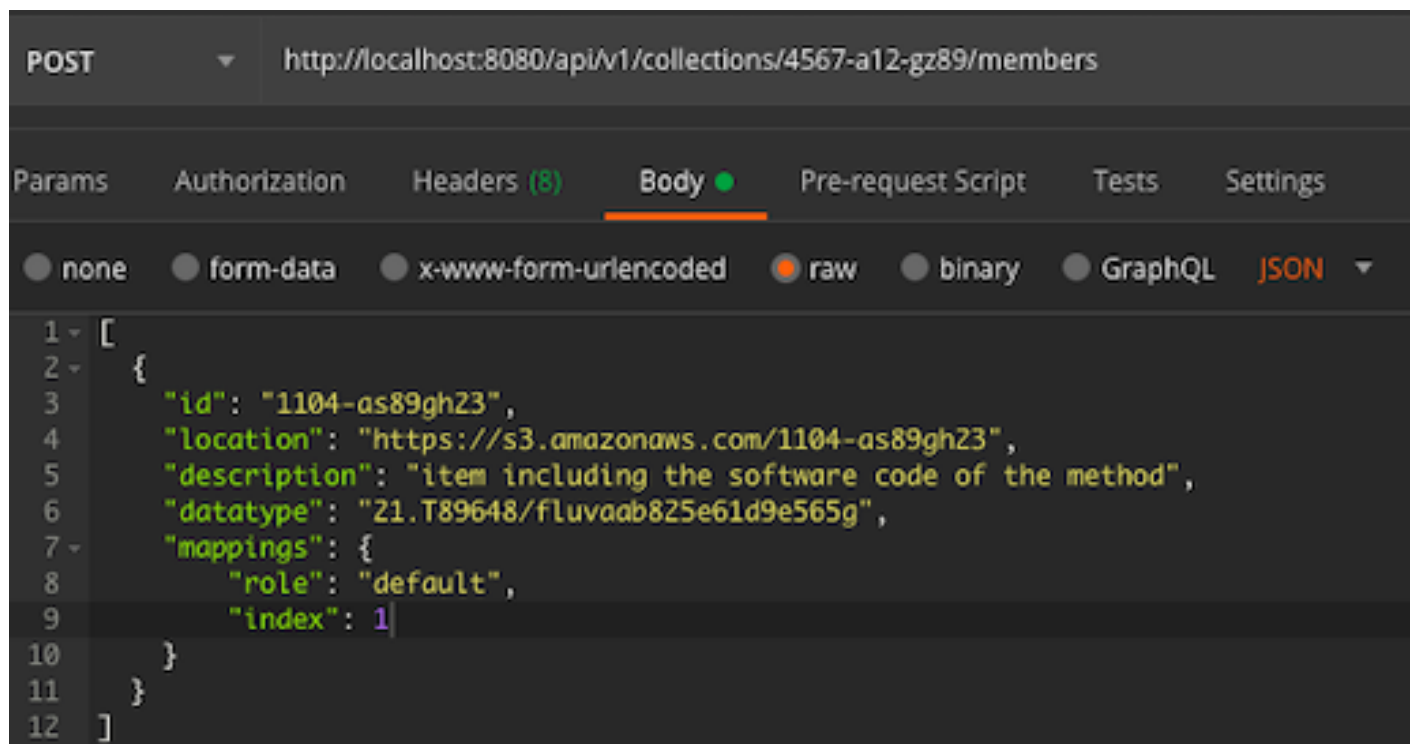 POST http://localhost:8080/api/v1/collections/4567-a12-gz89/members
Params Authorization Headers (8) Body Pre-request Script Tests Settings
none form-data x-www-form-urlencoded raw binary GraphQL JSON
1 [
2 {
3 "id": "1104-as89gh23",
4 "location": "https://s3.amazonaws.com/1104-as89gh23",
5 "description": "item including the software code of the method",
6 "datatype": "21.T89648/fluvaab825e61d9e565g",
7 "mappings": {
8 "role": "default",
9 "index": 1
10 }
11 }
12 ]